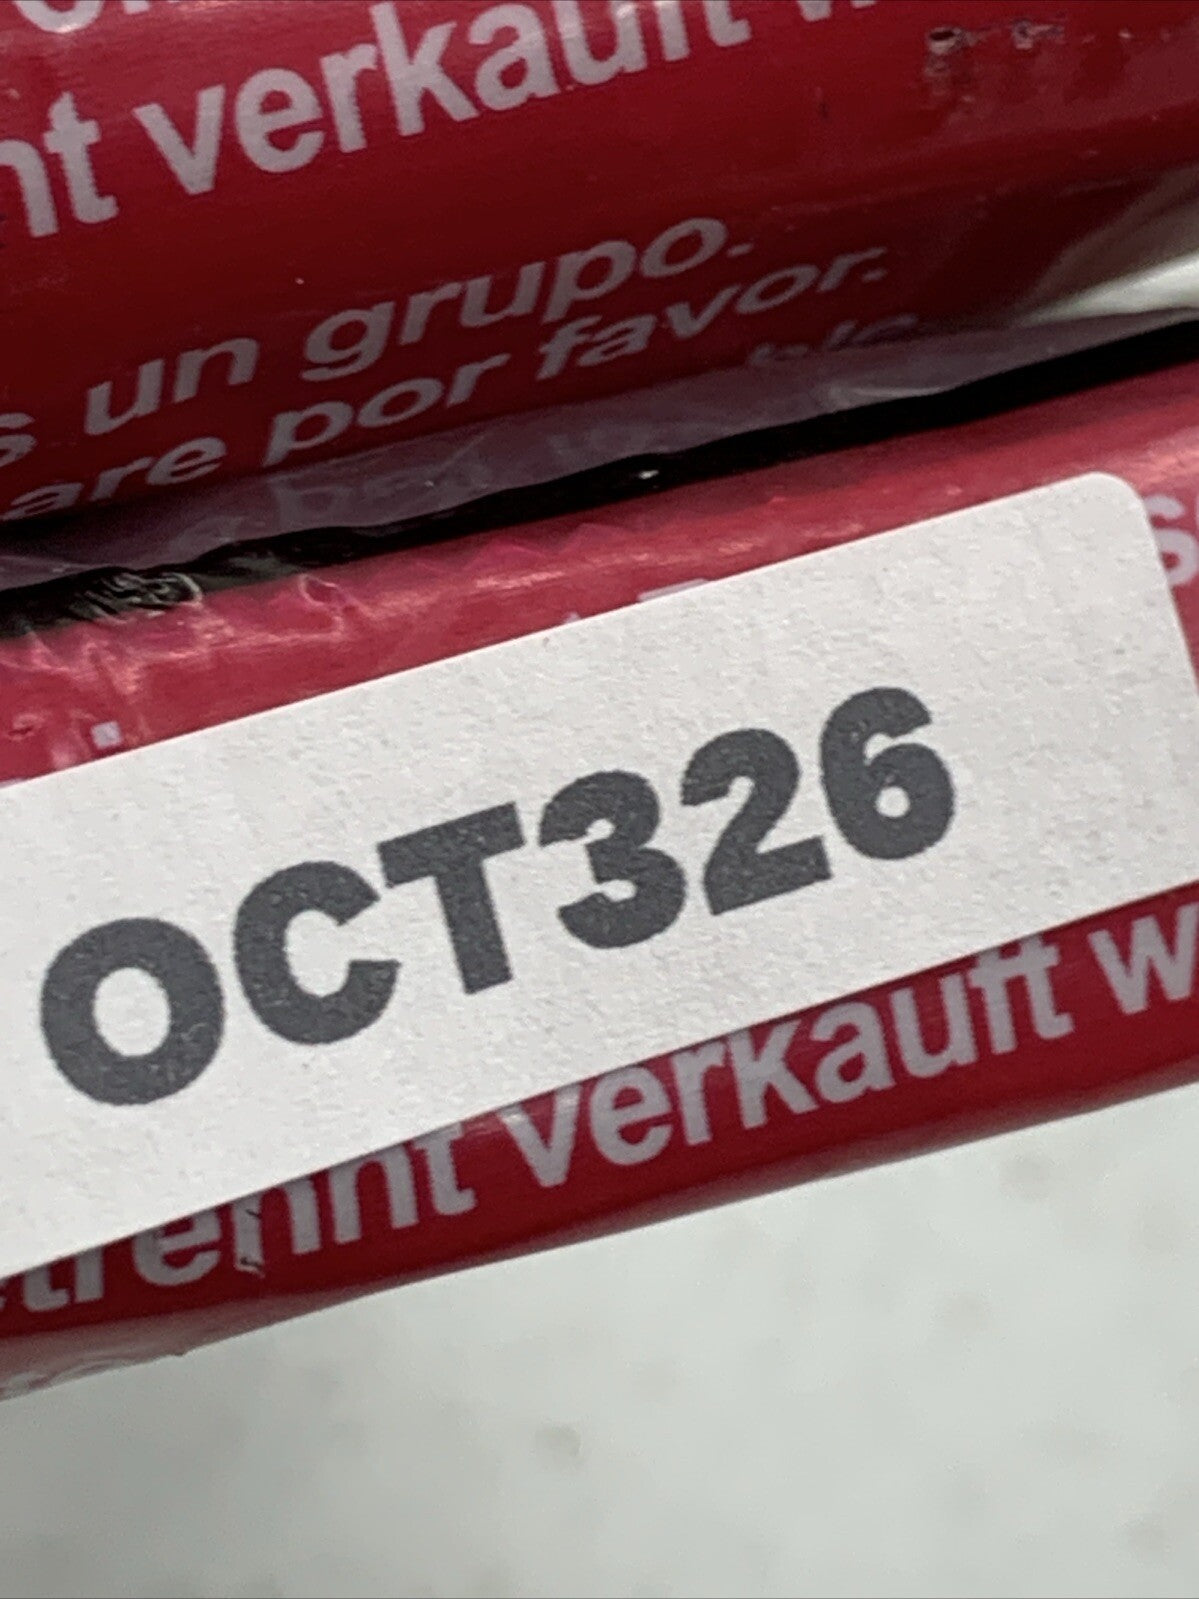 nt verkauft w
s un grupo.
are por favor.
OCT326
trennt verkauft w